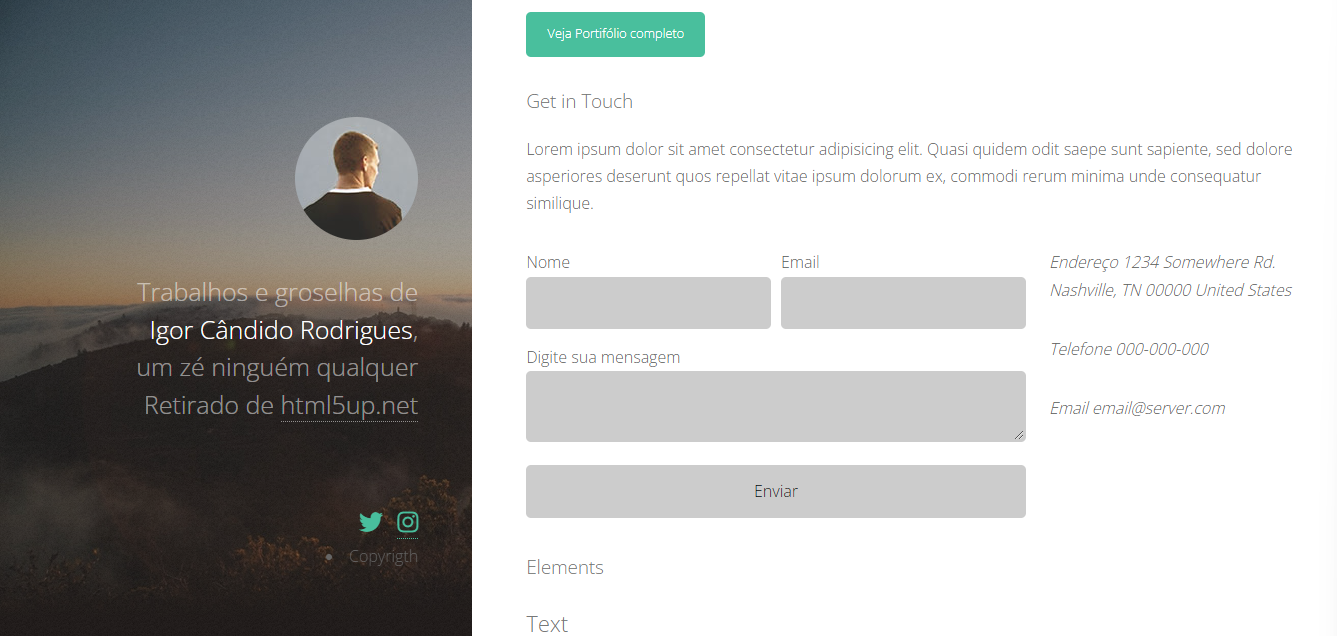 Trabalhos e groselhas de
Igor Cândido Rodrigues,
um zé ninguém qualquer
Retirado de html5up.net
Copyrigth
Veja Portifólio completo
Get in Touch
Lorem ipsum dolor sit amet consectetur adipisicing elit. Quasi quidem odit saepe sunt sapiente, sed dolore
asperiores deserunt quos repellat vitae ipsum dolorum ex, commodi rerum minima unde consequatur
similique.
Nome
Email
Digite sua mensagem
Enviar
Endereço 1234 Somewhere Rd.
Nashville, TN 00000 United States
Telefone 000-000-000
Email email@server.com
Elements
Text